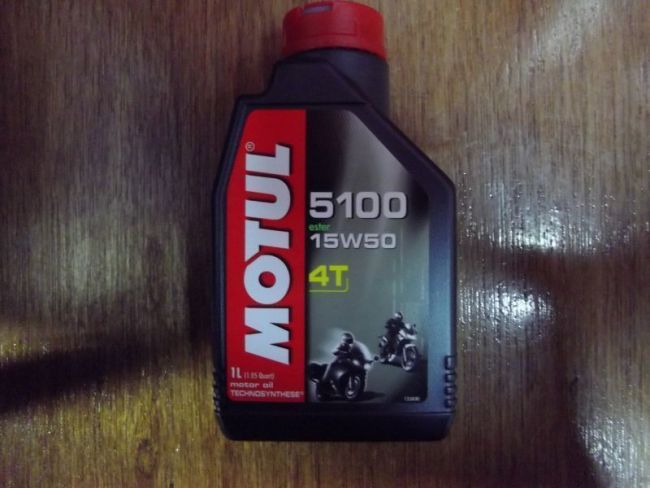 MOTUL®
5100
ester
15W50
4T
1L (1.05 Quart)
motor oil
TECHNOSYNTHESE®